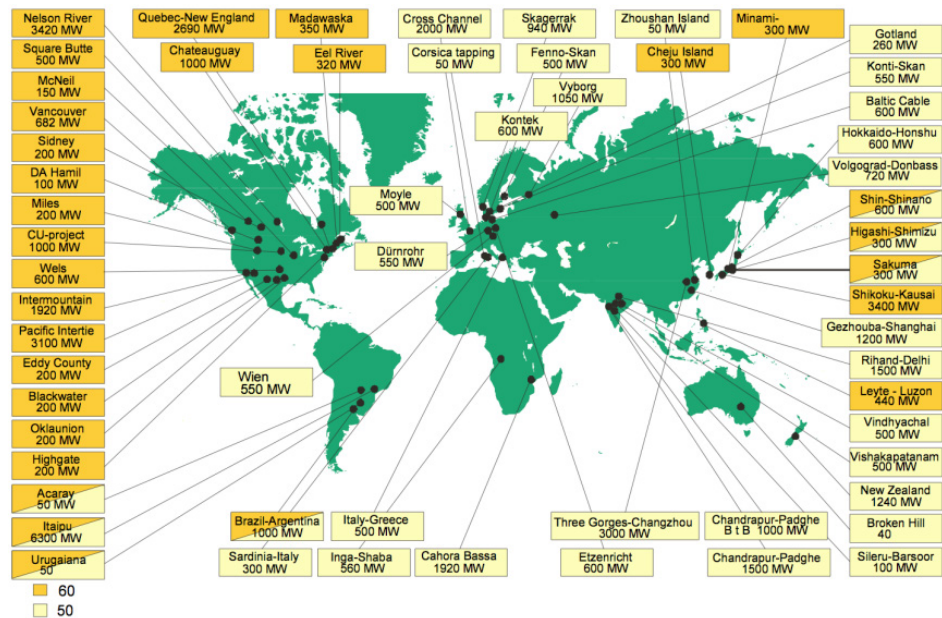 Nelson River
3420 MW
Square Butte
500 MW
McNeil
150 MW
Vancouver
682 MW
Sidney
200 MW
DA Hamil
100 MW
Miles
200 MW
CU-project
1000 MW
Wels
600 MW
Intermountain
1920 MW
Pacific Intertie
3100 MW
Eddy County
200 MW
Blackwater
200 MW
Oklaunion
200 MW
Highgate
200 MW
Acaray
50 MW
Itaipu
6300 MW
Urugaiana
50
60
50
Quebec-New England
2690 MW
Chateauguay
1000 MW
Madawaska
350 MW
Eel River
320 MW
Cross Channel
2000 MW
Corsica tapping
50 MW
Skagerrak
940 MW
Fenno-Skan
500 MW
Vyborg
1050 MW
Kontek
600 MW
Zhoushan Island
50 MW
Cheju Island
300 MW
Minami-
300 MW
Moyle
500 MW
Dürnrohr
550 MW
Wien
550 MW
Gotland
260 MW
Konti-Skan
550 MW
Baltic Cable
600 MW
Hokkaido-Honshu
600 MW
Volgograd-Donbass
720 MW
Shin-Shinano
600 MW
Higashi-Shimizu
300 MW
Sakuma
300 MW
Shikoku-Kausai
3400 MW
Gezhouba-Shanghai
1200 MW
Rihand-Delhi
1500 MW
Leyte - Luzon
440 MW
Vindhyachal
500 MW
Vishakapatanam
500 MW
New Zealand
1240 MW
Broken Hill
40
Sileru-Barsoor
100 MW
Brazil-Argentina
1000 MW
Sardinia-Italy
300 MW
Italy-Greece
500 MW
Inga-Shaba
560 MW
Cahora Bassa
1920 MW
Three Gorges-Changzhou
3000 MW
Etzenricht
600 MW
Chandrapur-Padghe
B t B 1000 MW
Chandrapur-Padghe
1500 MW